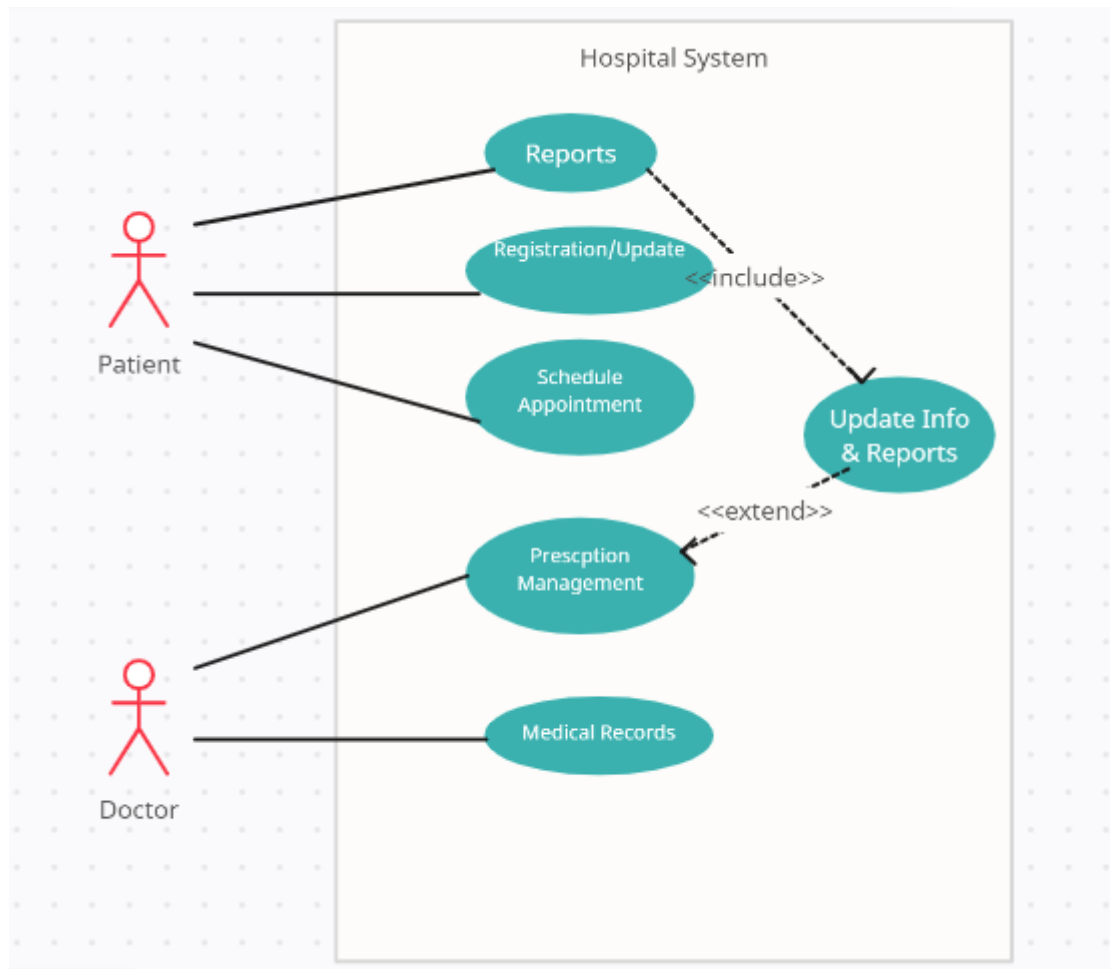 Hospital System
Reports
Registration/Update
<<include>>
Patient
Schedule
Appointment
Update Info
& Reports
<<extend>>
Prescption
Management
Medical Records
Doctor